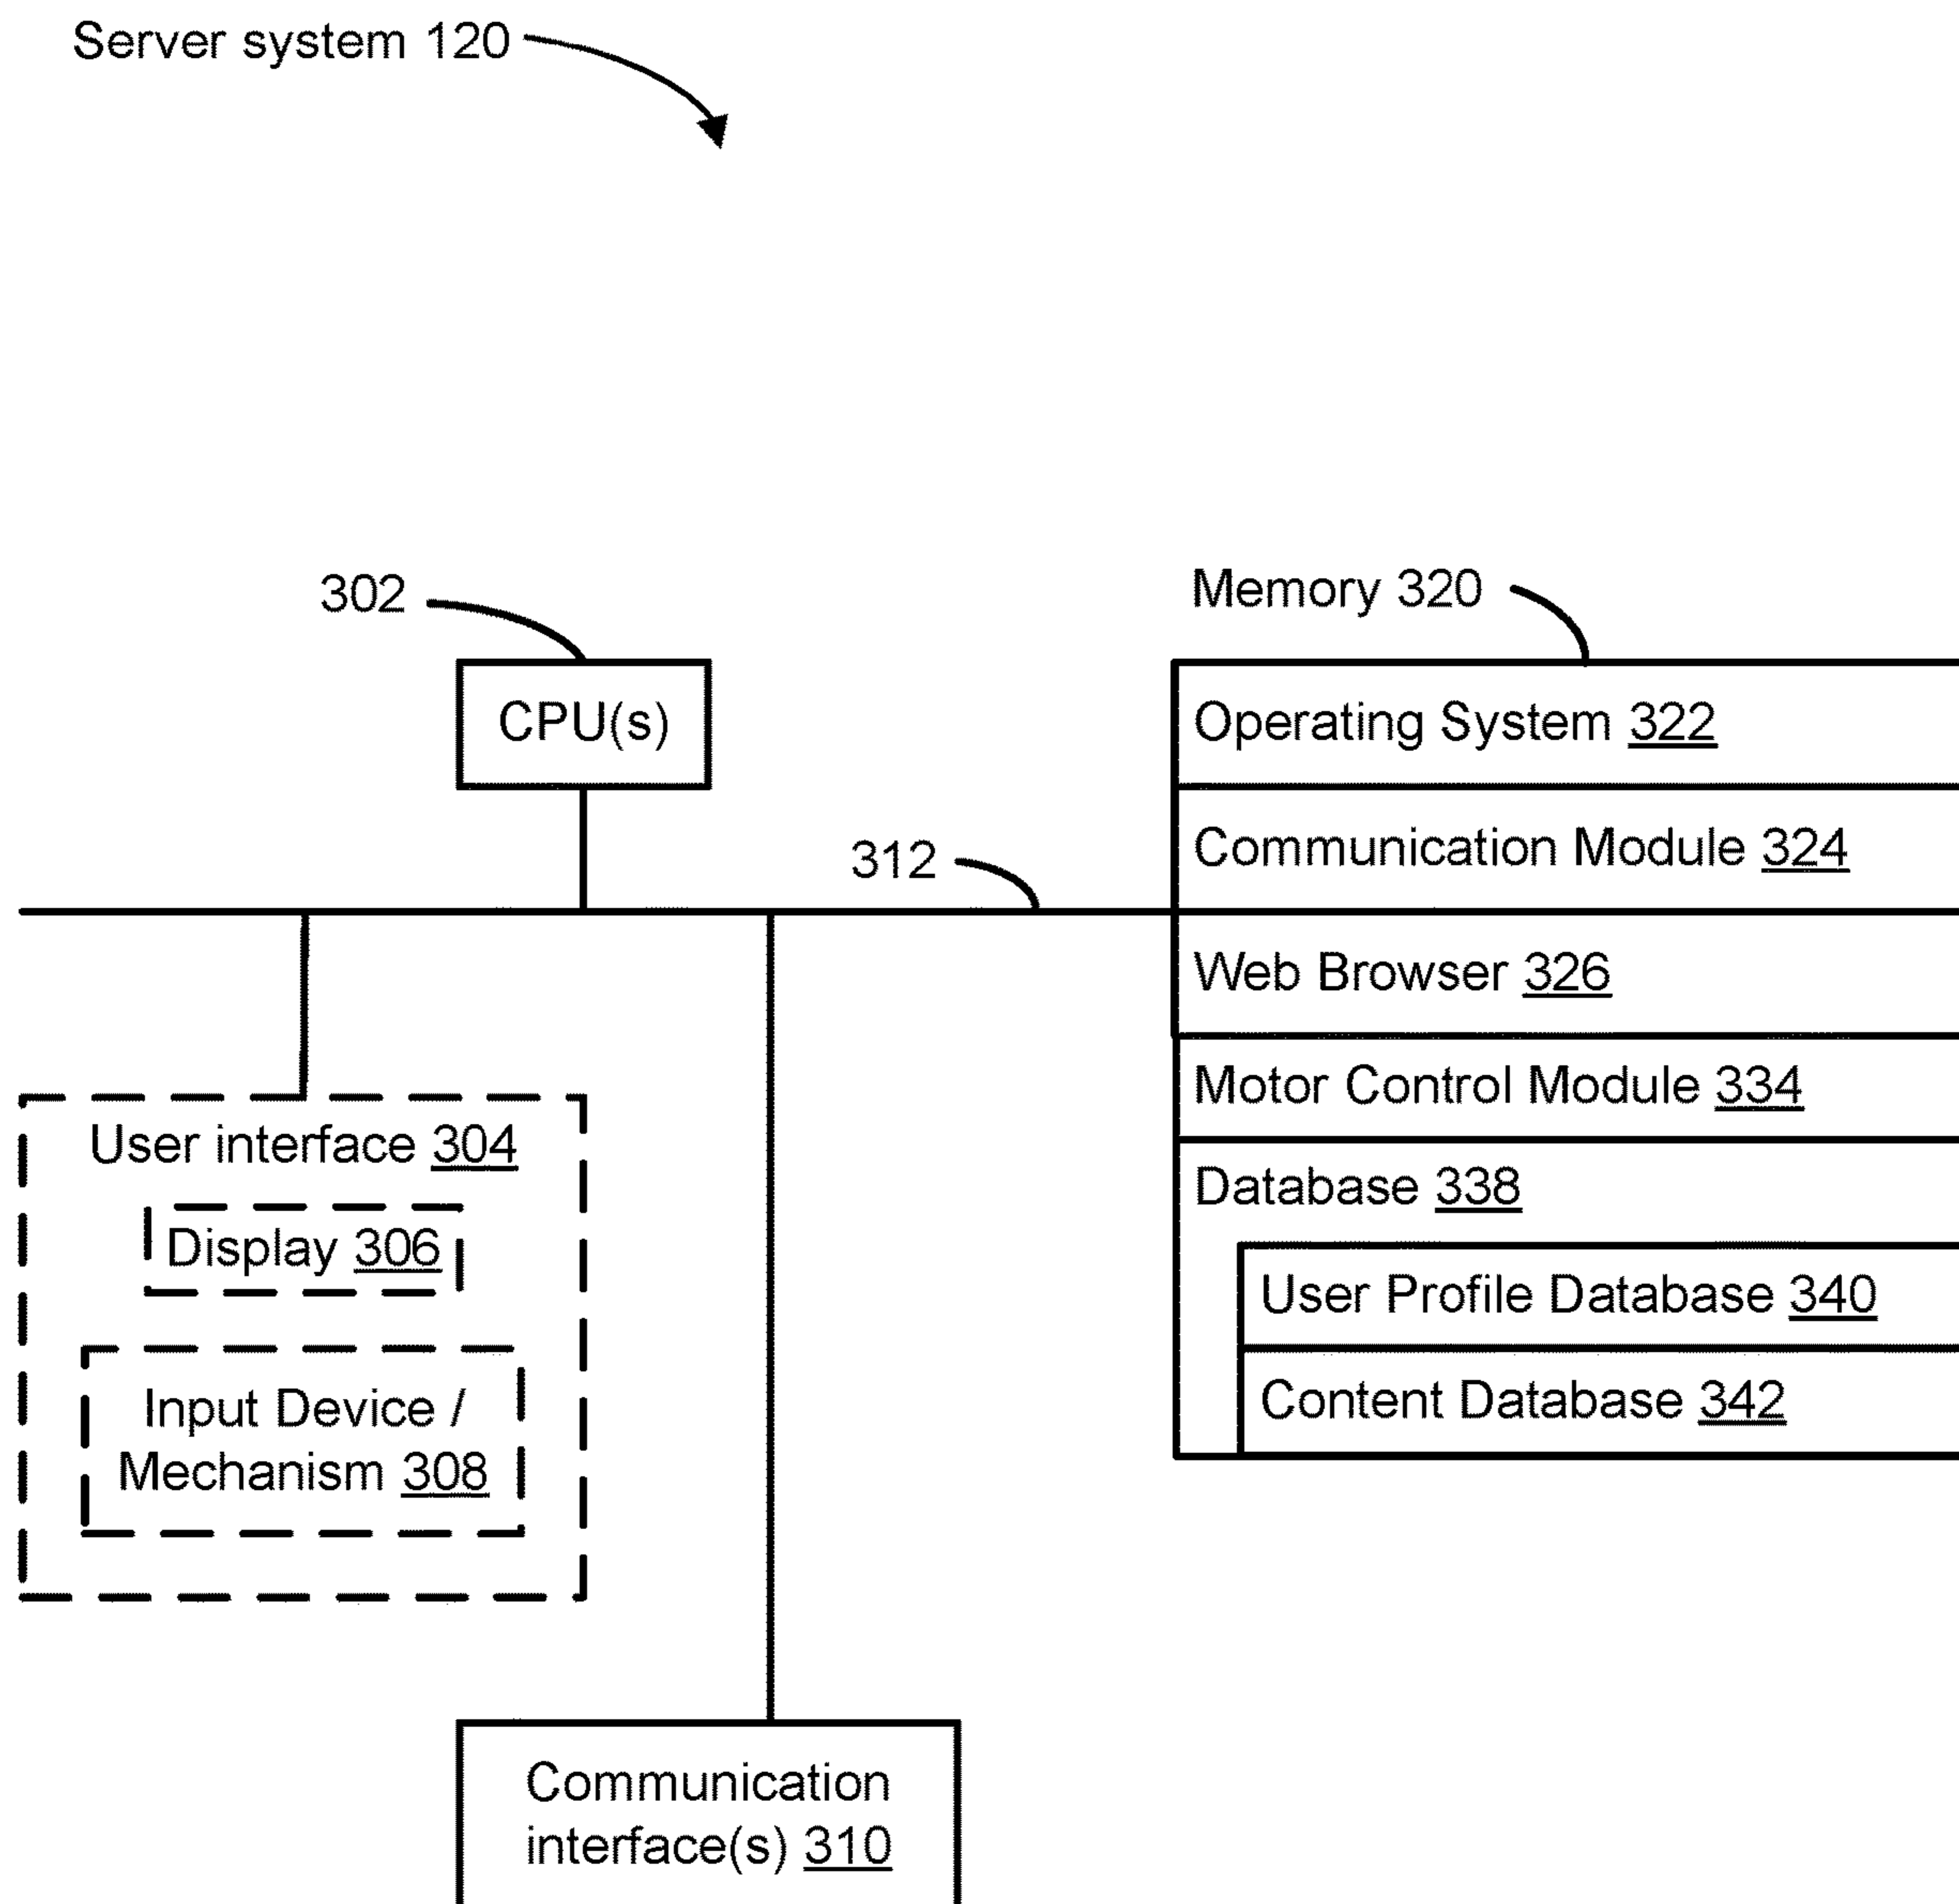 Server system 120
302
Memory 320
CPU(s)
Operating System 322
Communication Module 324
312
Web Browser 326
Motor Control Module 334
User interface 304
Database 338
Display 306
User Profile Database 340
Input Device /
Mechanism 308
Content Database 342
Communication
interface(s) 310